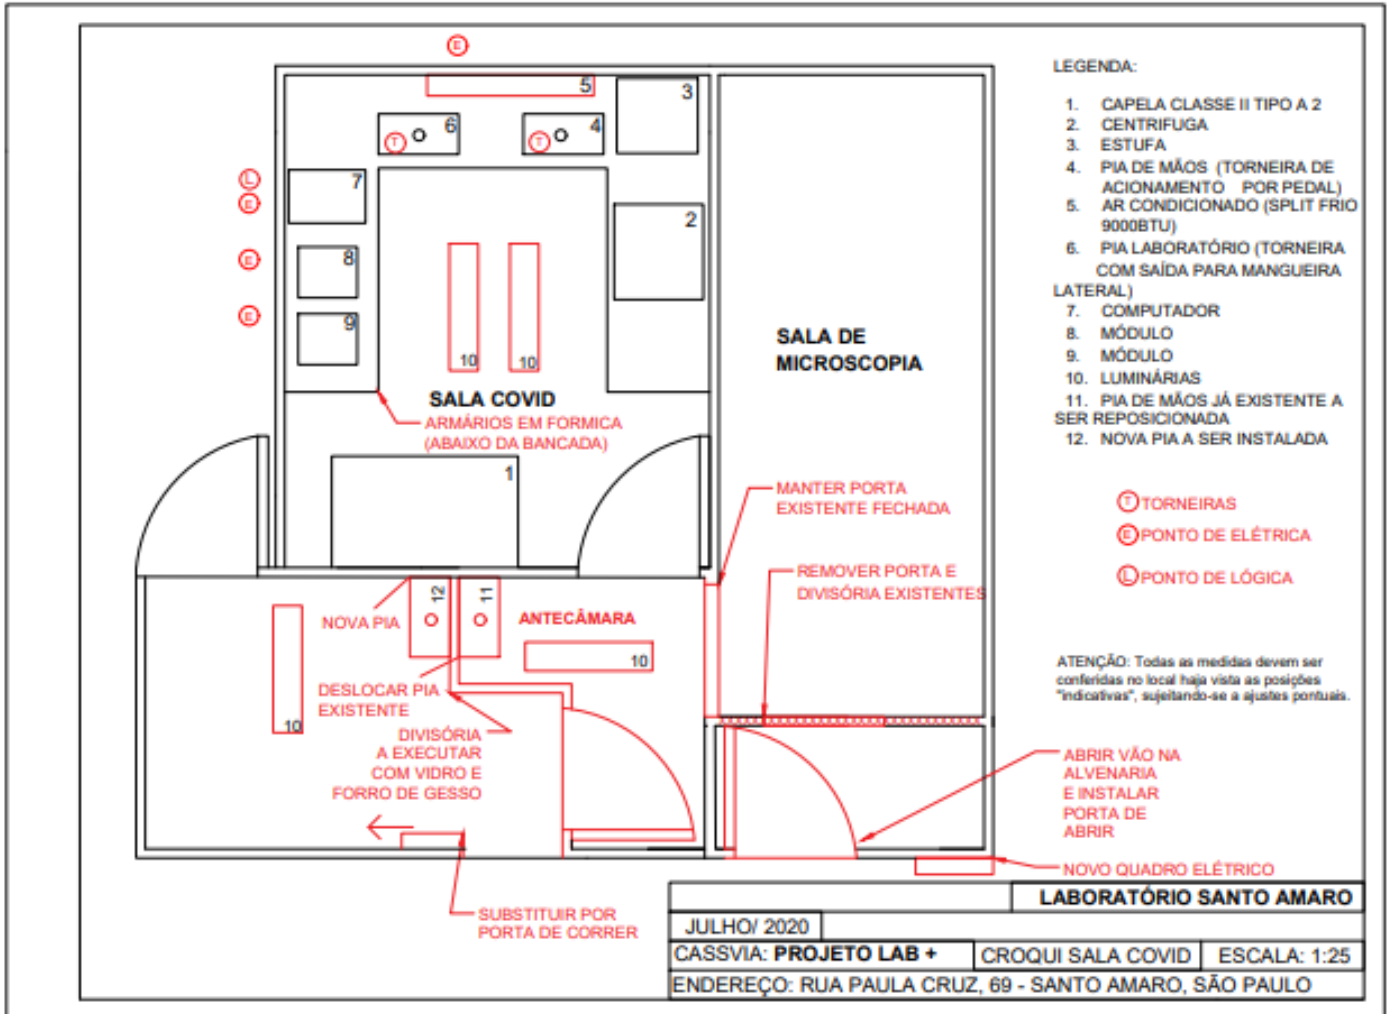 E
5
3
6
T
4
T
L
E
7
2
E
8
E
9
10
10
SALA COVID
ARMÁRIOS EM FORMICA
(ABAIXO DA BANCADA)
1
SALA DE
MICROSCOPIA
MANTER PORTA
EXISTENTE FECHADA
REMOVER PORTA E
DIVISÓRIA EXISTENTES
12
11
NOVA PIA
ANTECÂMARA
10
DESLOCAR PIA
EXISTENTE
10
DIVISÓRIA
A EXECUTAR
COM VIDRO E
FORRO DE GESSO
SUBSTITUIR POR
PORTA DE CORRER
LEGENDA:
1. CAPELA CLASSE II TIPO A 2
2. CENTRIFUGA
3. ESTUFA
4. PIA DE MÃOS (TORNEIRA DE
ACIONAMENTO POR PEDAL)
5. AR CONDICIONADO (SPLIT FRIO
9000BTU)
6. PIA LABORATÓRIO (TORNEIRA
COM SAÍDA PARA MANGUEIRA
LATERAL)
7. COMPUTADOR
8. MÓDULO
9. MÓDULO
10. LUMINÁRIAS
11. PIA DE MÃOS JÁ EXISTENTE A
SER REPOSICIONADA
12. NOVA PIA A SER INSTALADA
T TORNEIRAS
E PONTO DE ELÉTRICA
L PONTO DE LÓGICA
ATENÇÃO: Todas as medidas devem ser
conferidas no local haja vista as posições
"indicativas", sujeitando-se a ajustes pontuais.
ABRIR VÃO NA
ALVENARIA
E INSTALAR
PORTA DE
ABRIR
NOVO QUADRO ELÉTRICO
LABORATÓRIO SANTO AMARO
JULHO/ 2020
CASSVIA: PROJETO LAB + CROQUI SALA COVID ESCALA: 1:25
ENDEREÇO: RUA PAULA CRUZ, 69 - SANTO AMARO, SÃO PAULO